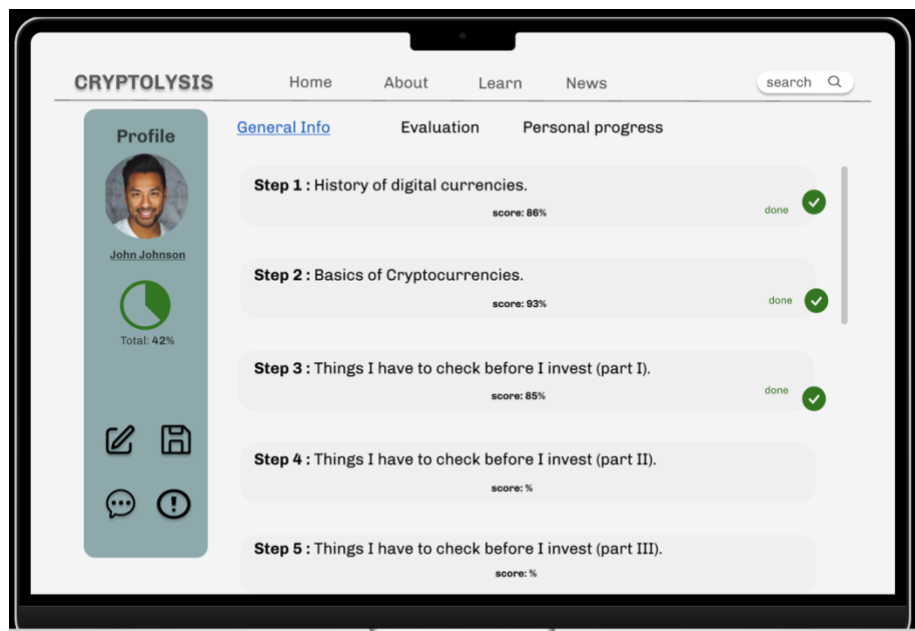 CRYPTOLYSIS
Home About Learn News
search
Profile
John Johnson
Total: 42%
General Info Evaluation Personal progress
Step 1 : History of digital currencies.
score: 86%
done
Step 2 : Basics of Cryptocurrencies.
score: 93%
done
Step 3 : Things I have to check before I invest (part I).
score: 85%
done
Step 4 : Things I have to check before I invest (part II).
score: %
Step 5 : Things I have to check before I invest (part III).
score: %